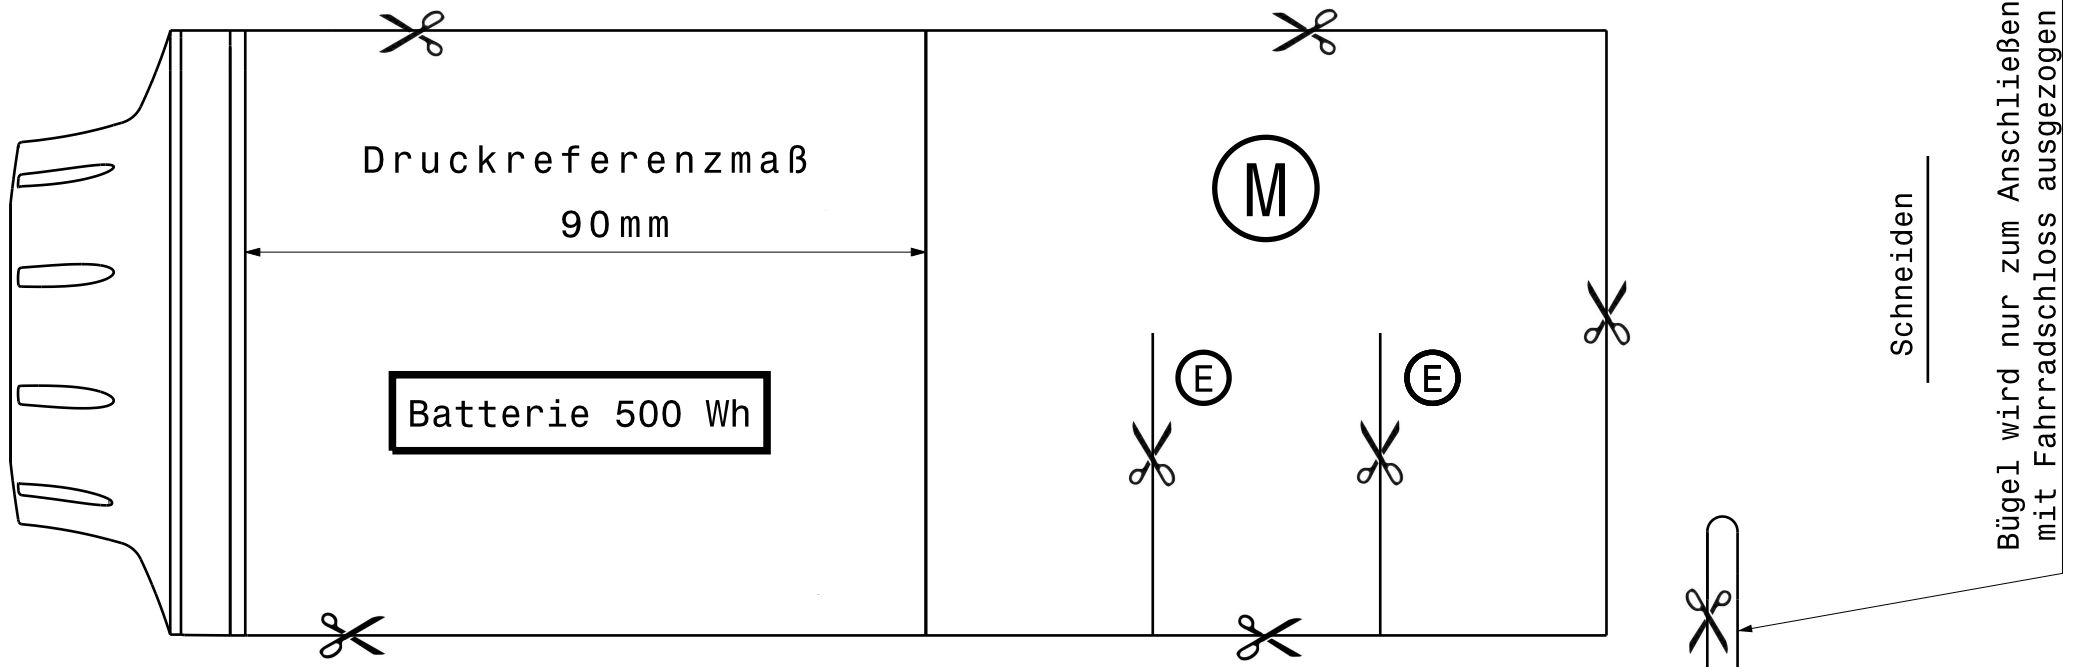 Druckreferenzmaß
90mm
Batterie 500 Wh
M
E
E
Schneiden
Bügel wird nur zum Anschließen
mit Fahrradschloss ausgezogen